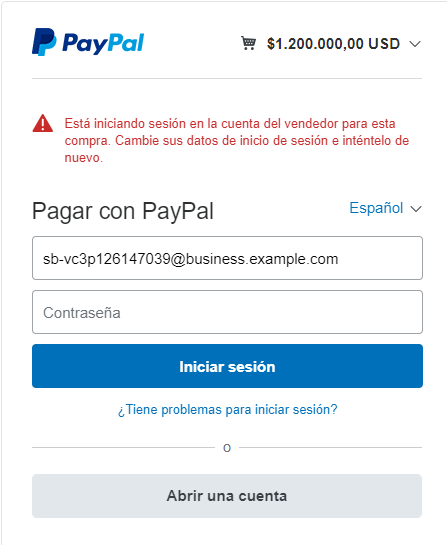 PayPal
$1.200.000,00 USD
Está iniciando sesión en la cuenta del vendedor para esta
compra. Cambie sus datos de inicio de sesión e inténtelo de
nuevo.
Pagar con PayPal
Español
sb-vc3p126147039@business.example.com
Contraseña
Iniciar sesión
¿Tiene problemas para iniciar sesión?
o
Abrir una cuenta